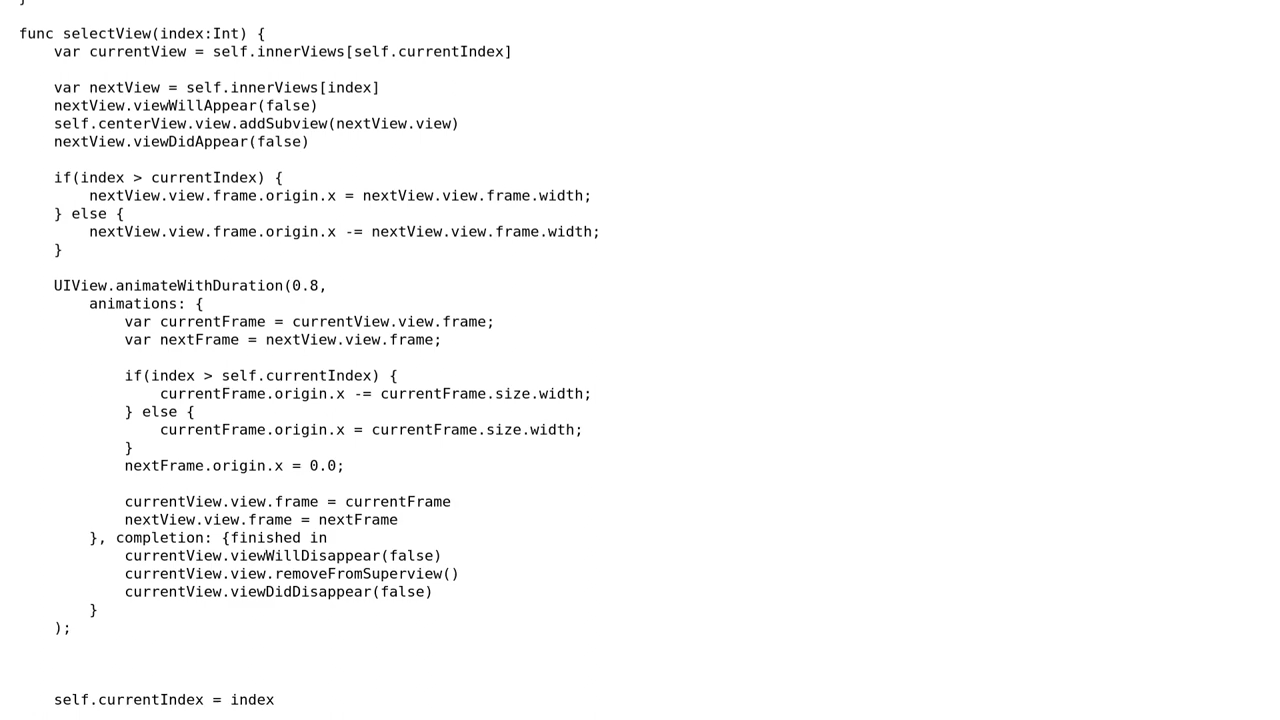 }
func selectView(index:Int) {
    var currentView = self.innerViews[self.currentIndex]
    var nextView = self.innerViews[index]
    nextView.viewWillAppear(false)
    self.centerView.view.addSubview(nextView.view)
    nextView.viewDidAppear(false)
    if(index > currentIndex) {
        nextView.view.frame.origin.x = nextView.view.frame.width;
    } else {
        nextView.view.frame.origin.x -= nextView.view.frame.width;
    }
    UIView.animateWithDuration(0.8,
        animations: {
            var currentFrame = currentView.view.frame;
            var nextFrame = nextView.view.frame;
            if(index > self.currentIndex) {
                currentFrame.origin.x -= currentFrame.size.width;
            } else {
                currentFrame.origin.x = currentFrame.size.width;
            }
            nextFrame.origin.x = 0.0;
            currentView.view.frame = currentFrame
            nextView.view.frame = nextFrame
        }, completion: {finished in
            currentView.viewWillDisappear(false)
            currentView.view.removeFromSuperview()
            currentView.viewDidDisappear(false)
        }
    );
    self.currentIndex = index